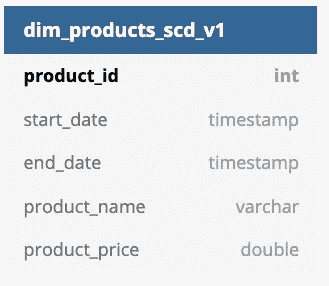 dim_products_scd_v1
product_id int
start_date timestamp
end_date timestamp
product_name varchar
product_price double